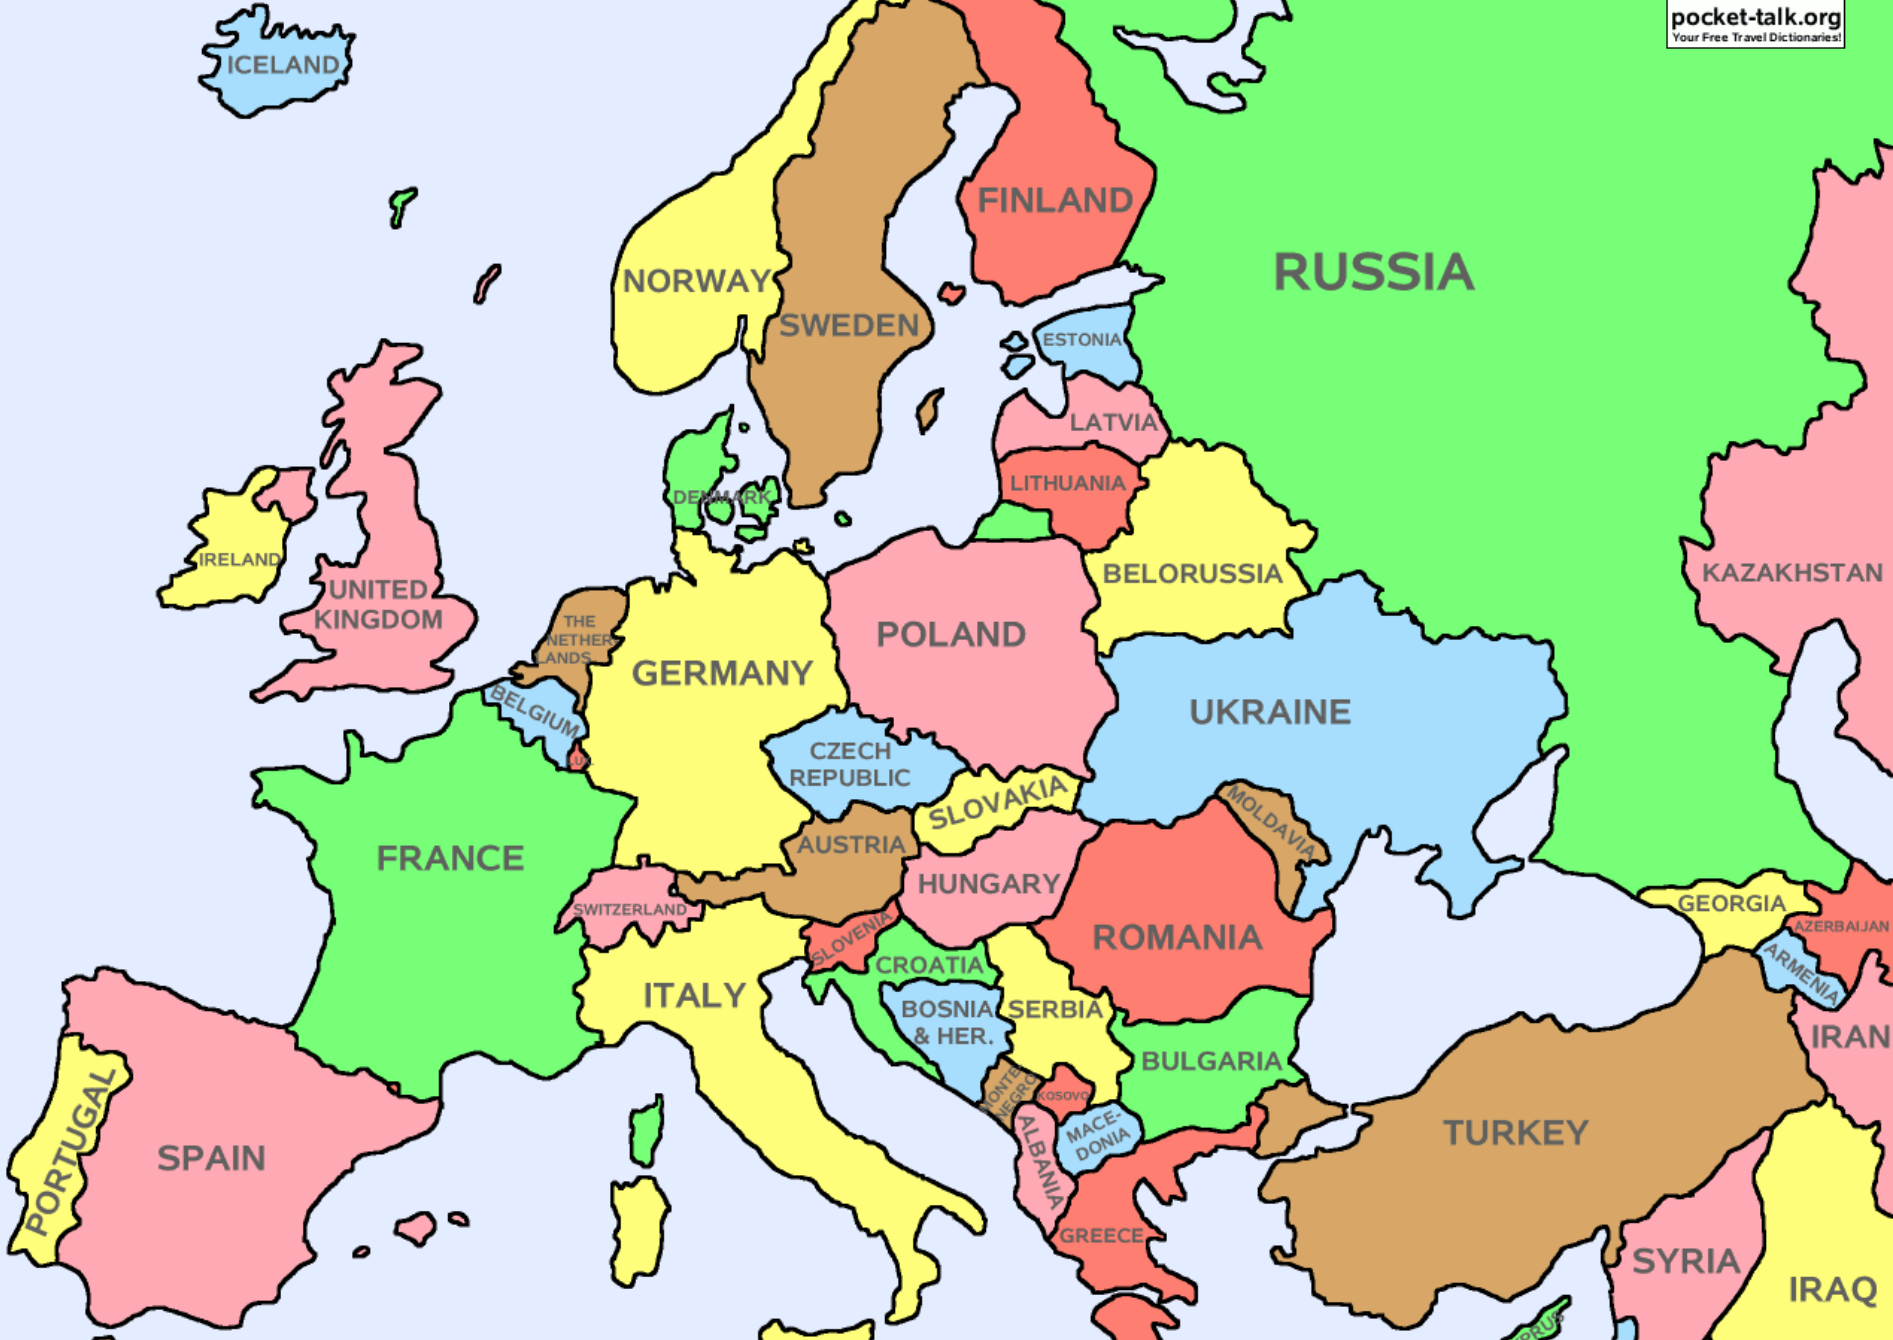 pocket-talk.org
Your Free Travel Dictionaries!
ICELAND
FINLAND
RUSSIA
NORWAY
SWEDEN
ESTONIA
LATVIA
LITHUANIA
DENMARK
IRELAND
UNITED
KINGDOM
BELORUSSIA
KAZAKHSTAN
THE
NETHER
LANDS
POLAND
GERMANY
BELGIUM
UKRAINE
LUX.
CZECH
REPUBLIC
SLOVAKIA
MOLDAVIA
FRANCE
AUSTRIA
HUNGARY
SWITZERLAND
SLOVENIA
ROMANIA
GEORGIA
AZERBAIJAN
ARMENIA
CROATIA
ITALY
BOSNIA
& HER.
SERBIA
IRAN
BULGARIA
MONTE
NEGRO
KOSOVO
PORTUGAL
SPAIN
ALBANIA
MACE-
DONIA
TURKEY
GREECE
SYRIA
IRAQ